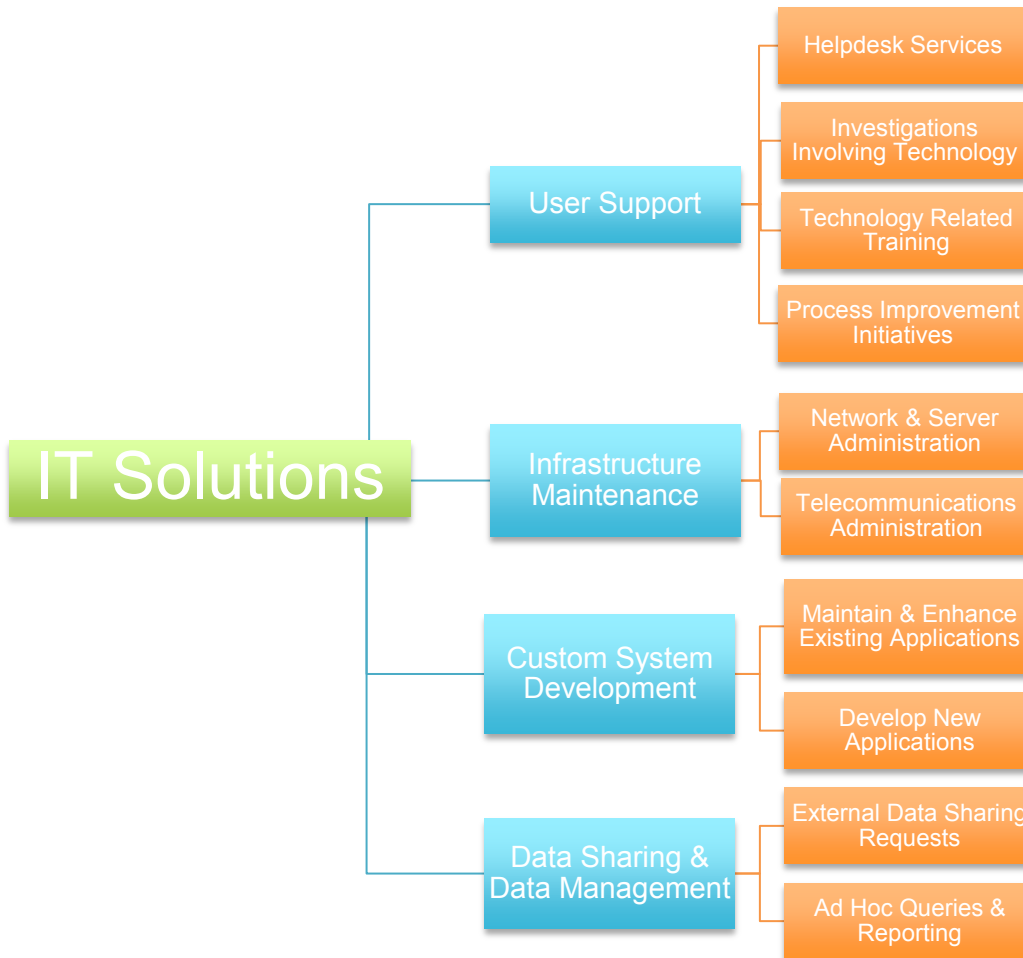 IT Solutions
User Support
Helpdesk Services
Investigations
Involving Technology
Technology Related
Training
Process Improvement
Initiatives
Infrastructure
Maintenance
Network & Server
Administration
Telecommunications
Administration
Custom System
Development
Maintain & Enhance
Existing Applications
Develop New
Applications
Data Sharing &
Data Management
External Data Sharing
Requests
Ad Hoc Queries &
Reporting